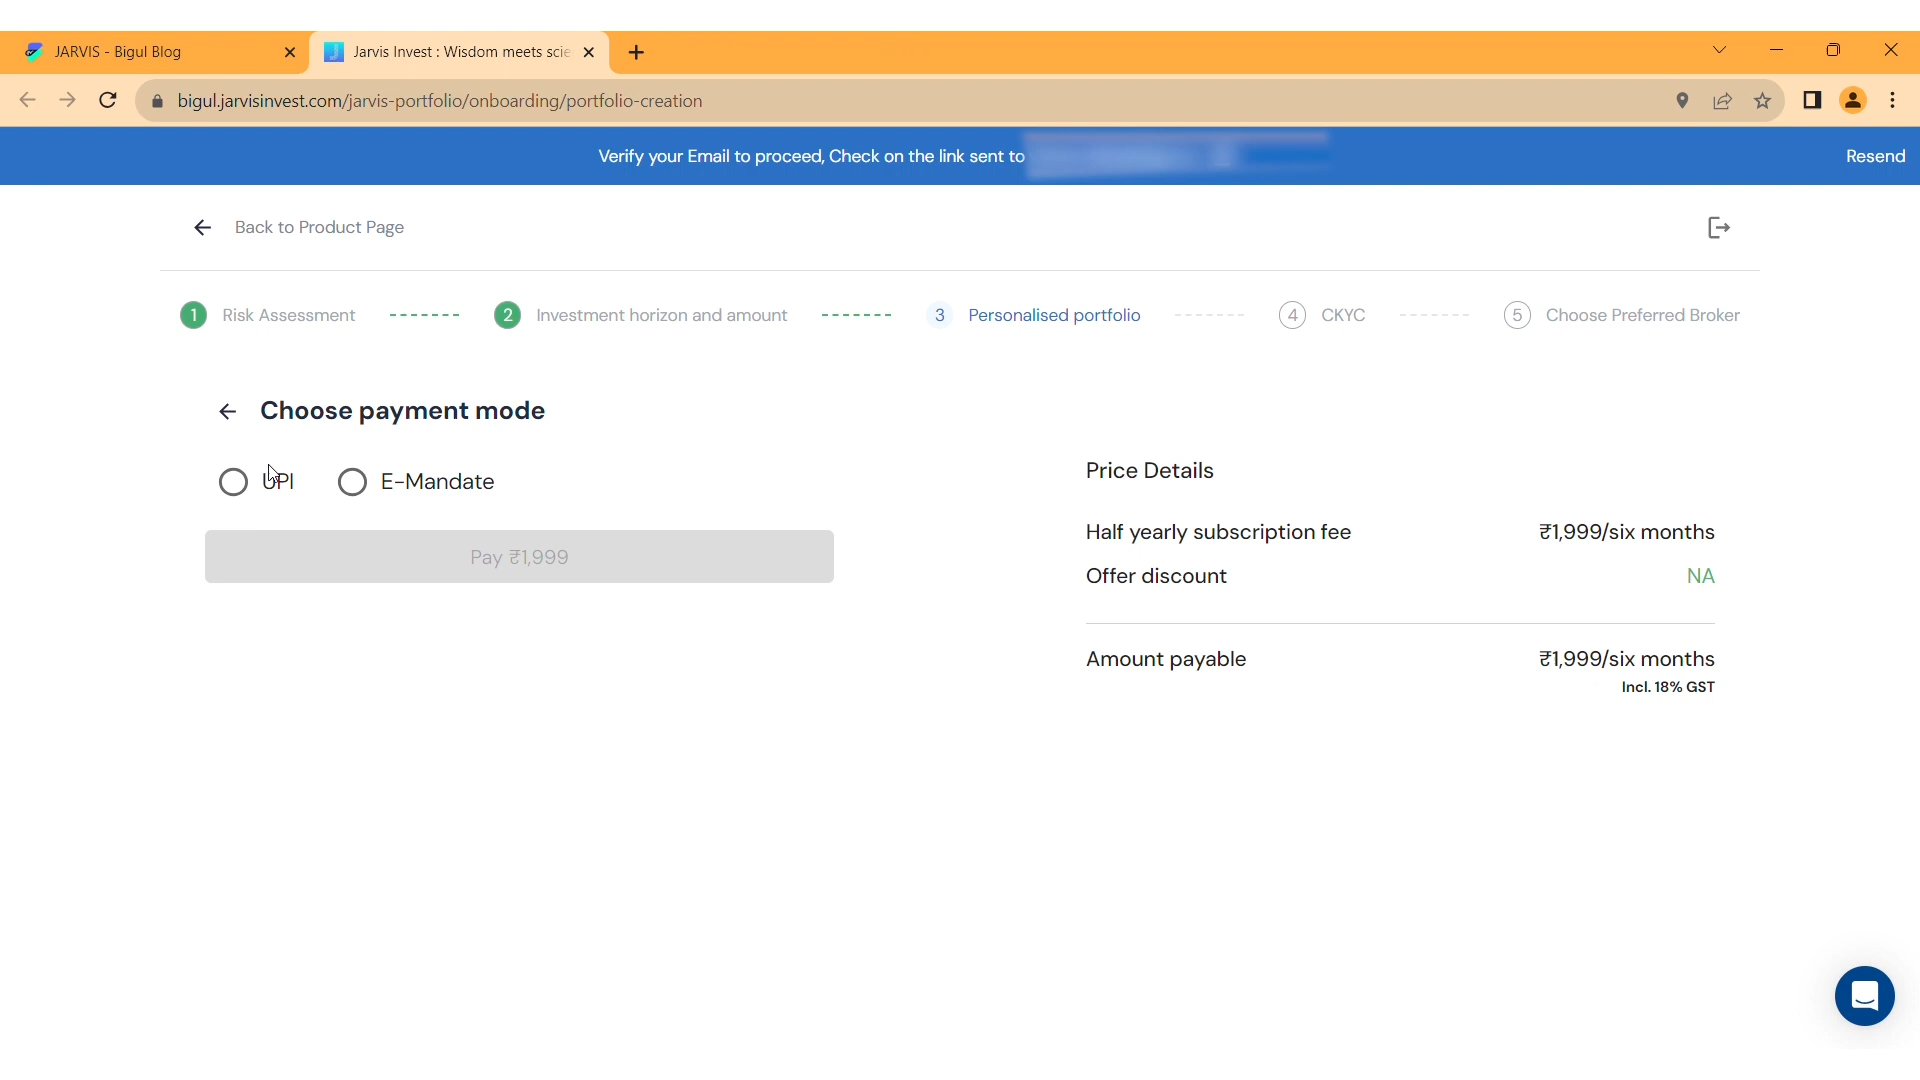 JARVIS - Bigul Blog
Jarvis Invest : Wisdom meets scie
bigul.jarvisinvest.com/jarvis-portfolio/onboarding/portfolio-creation
Verify your Email to proceed, Check on the link sent to
Resend
Back to Product Page
1 Risk Assessment
2 Investment horizon and amount
3 Personalised portfolio
4 CKYC
5 Choose Preferred Broker
Choose payment mode
UPI
E-Mandate
Pay ₹1,999
Price Details
Half yearly subscription fee ₹1,999/six months
Offer discount NA
Amount payable ₹1,999/six months
Incl. 18% GST